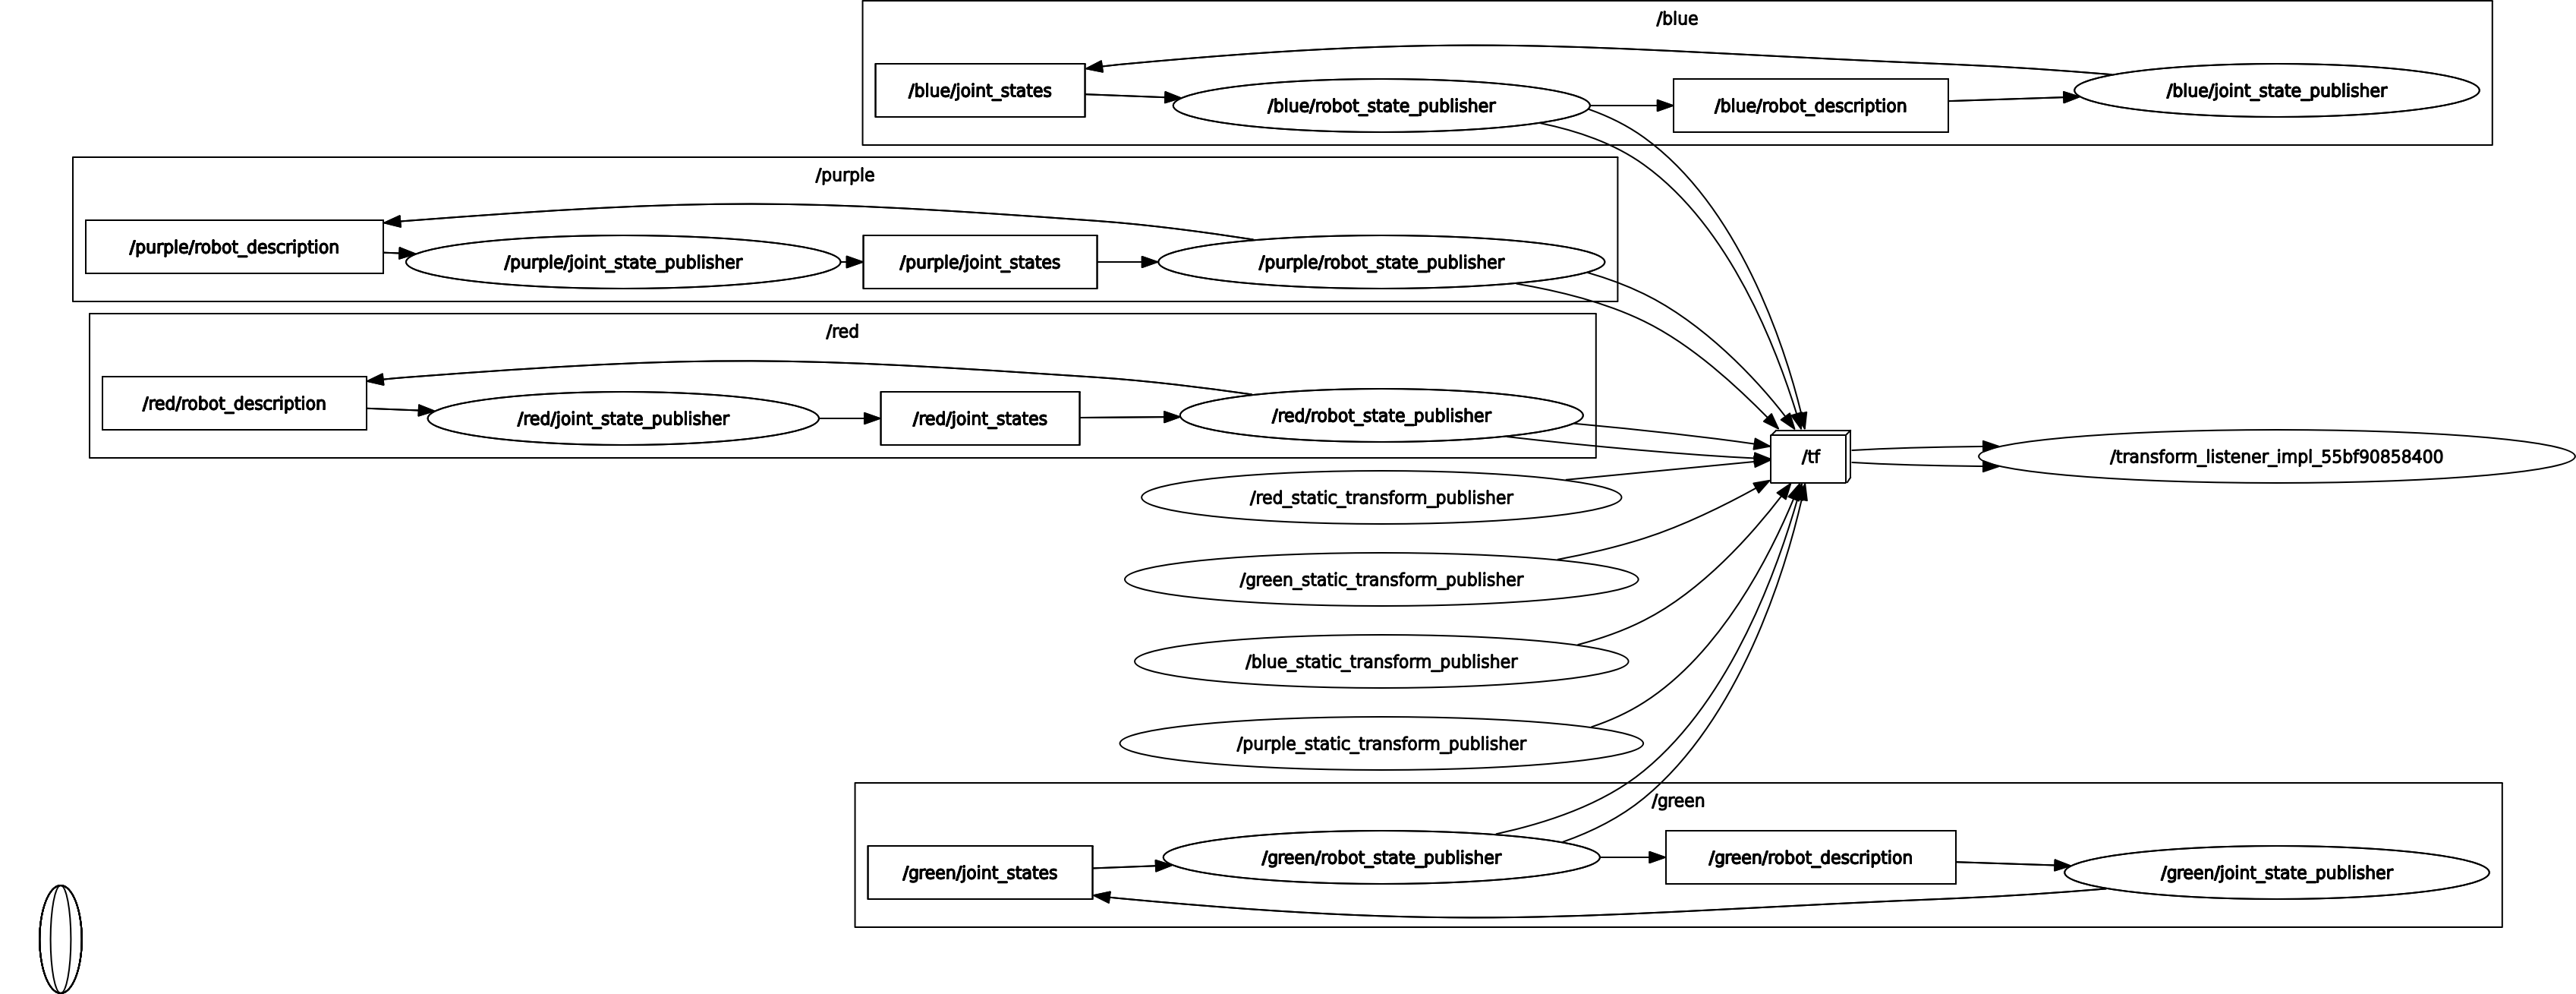 /blue
/blue/joint_states
/blue/robot_state_publisher
/blue/robot_description
/blue/joint_state_publisher
/purple
/purple/robot_description
/purple/joint_state_publisher
/purple/joint_states
/purple/robot_state_publisher
/red
/red/robot_description
/red/joint_state_publisher
/red/joint_states
/red/robot_state_publisher
/tf
/transform_listener_impl_55bf90858400
/red_static_transform_publisher
/green_static_transform_publisher
/blue_static_transform_publisher
/purple_static_transform_publisher
/green
/green/joint_states
/green/robot_state_publisher
/green/robot_description
/green/joint_state_publisher